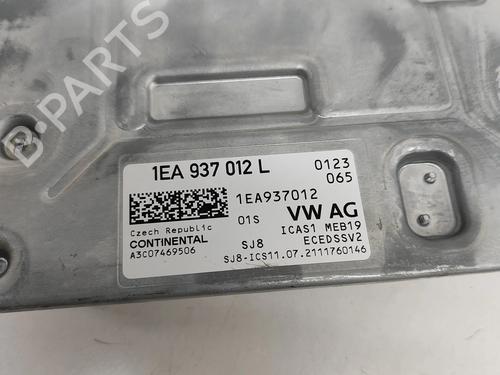 1EA 937 012 L
0123
065
1EA937012
01S
VW AG
Czech Republic
ICAS1 MEB19
CONTINENTAL
SJ8
ECEDSSV2
A3C07469506
SJ8-ICS11.07.2111760146